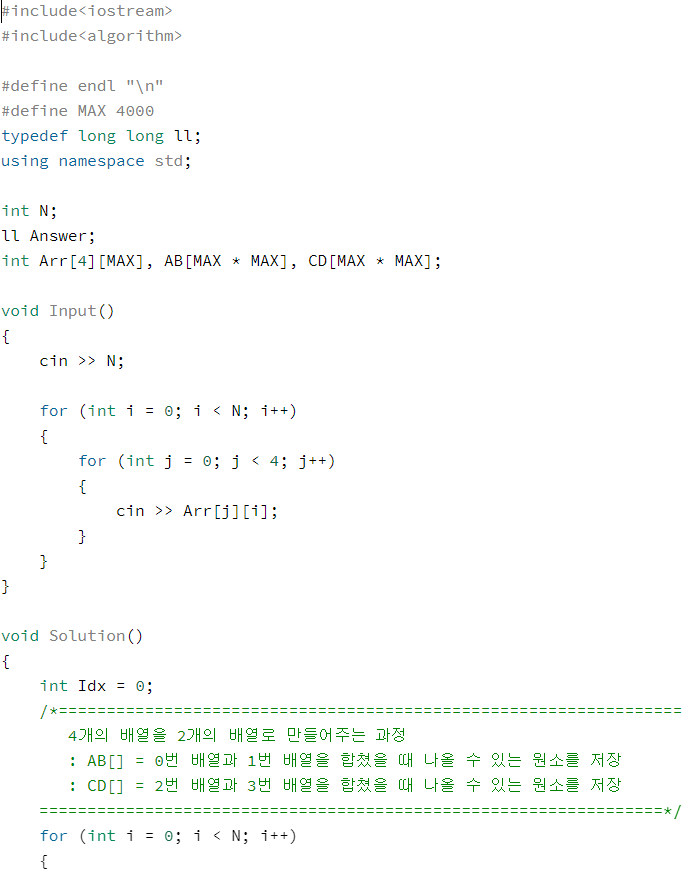 #include<iostream>
#include<algorithm>

#define endl "\n"
#define MAX 4000
typedef long long ll;
using namespace std;

int N;
ll Answer;
int Arr[4][MAX], AB[MAX * MAX], CD[MAX * MAX];

void Input()
{
    cin >> N;

    for (int i = 0; i < N; i++)
    {
        for (int j = 0; j < 4; j++)
        {
            cin >> Arr[j][i];
        }
    }
}

void Solution()
{
    int Idx = 0;
    /*=================================================================
       4개의 배열을 2개의 배열로 만들어주는 과정
       : AB[] = 0번 배열과 1번 배열을 합쳤을 때 나올 수 있는 원소를 저장
       : CD[] = 2번 배열과 3번 배열을 합쳤을 때 나올 수 있는 원소를 저장
    =================================================================*/
    for (int i = 0; i < N; i++)
    {